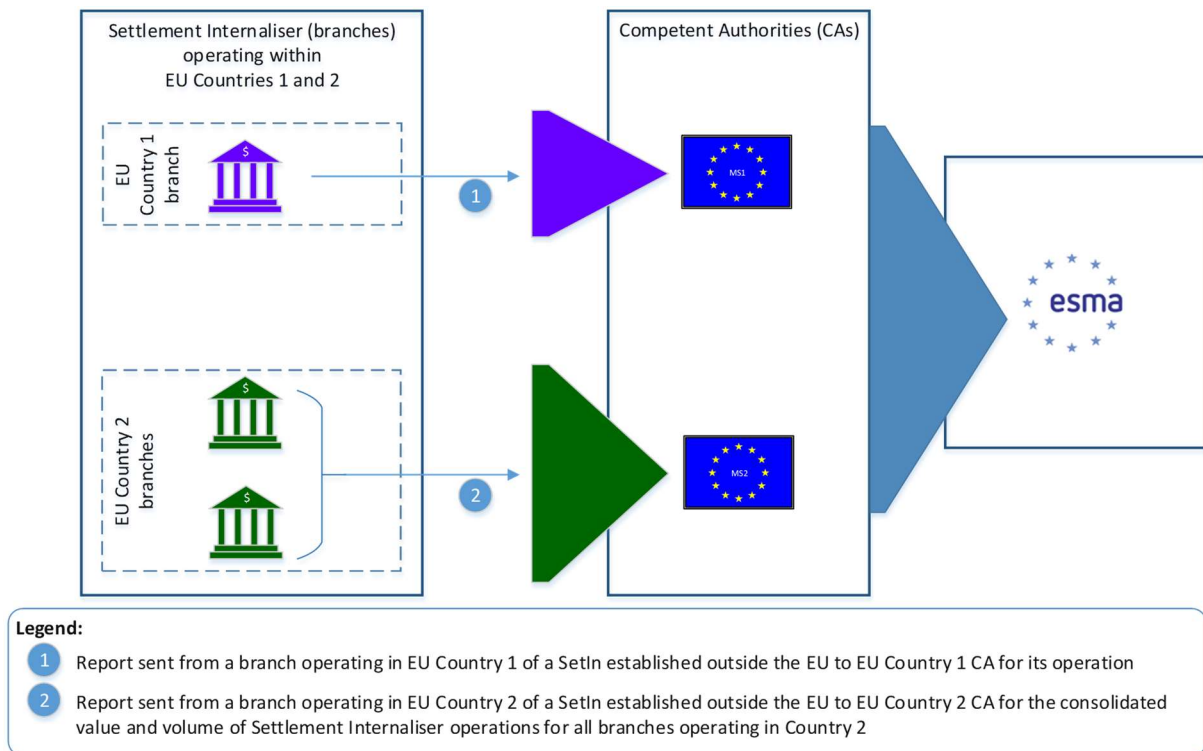 Settlement Internaliser (branches)
operating within
EU Countries 1 and 2
Competent Authorities (CAs)
EU
Country 1
branch
$
1
MS1
esma
EU Country 2
branches
$
$
2
MS2
Legend:
1 Report sent from a branch operating in EU Country 1 of a SetIn established outside the EU to EU Country 1 CA for its operation
2 Report sent from a branch operating in EU Country 2 of a SetIn established outside the EU to EU Country 2 CA for the consolidated
value and volume of Settlement Internaliser operations for all branches operating in Country 2